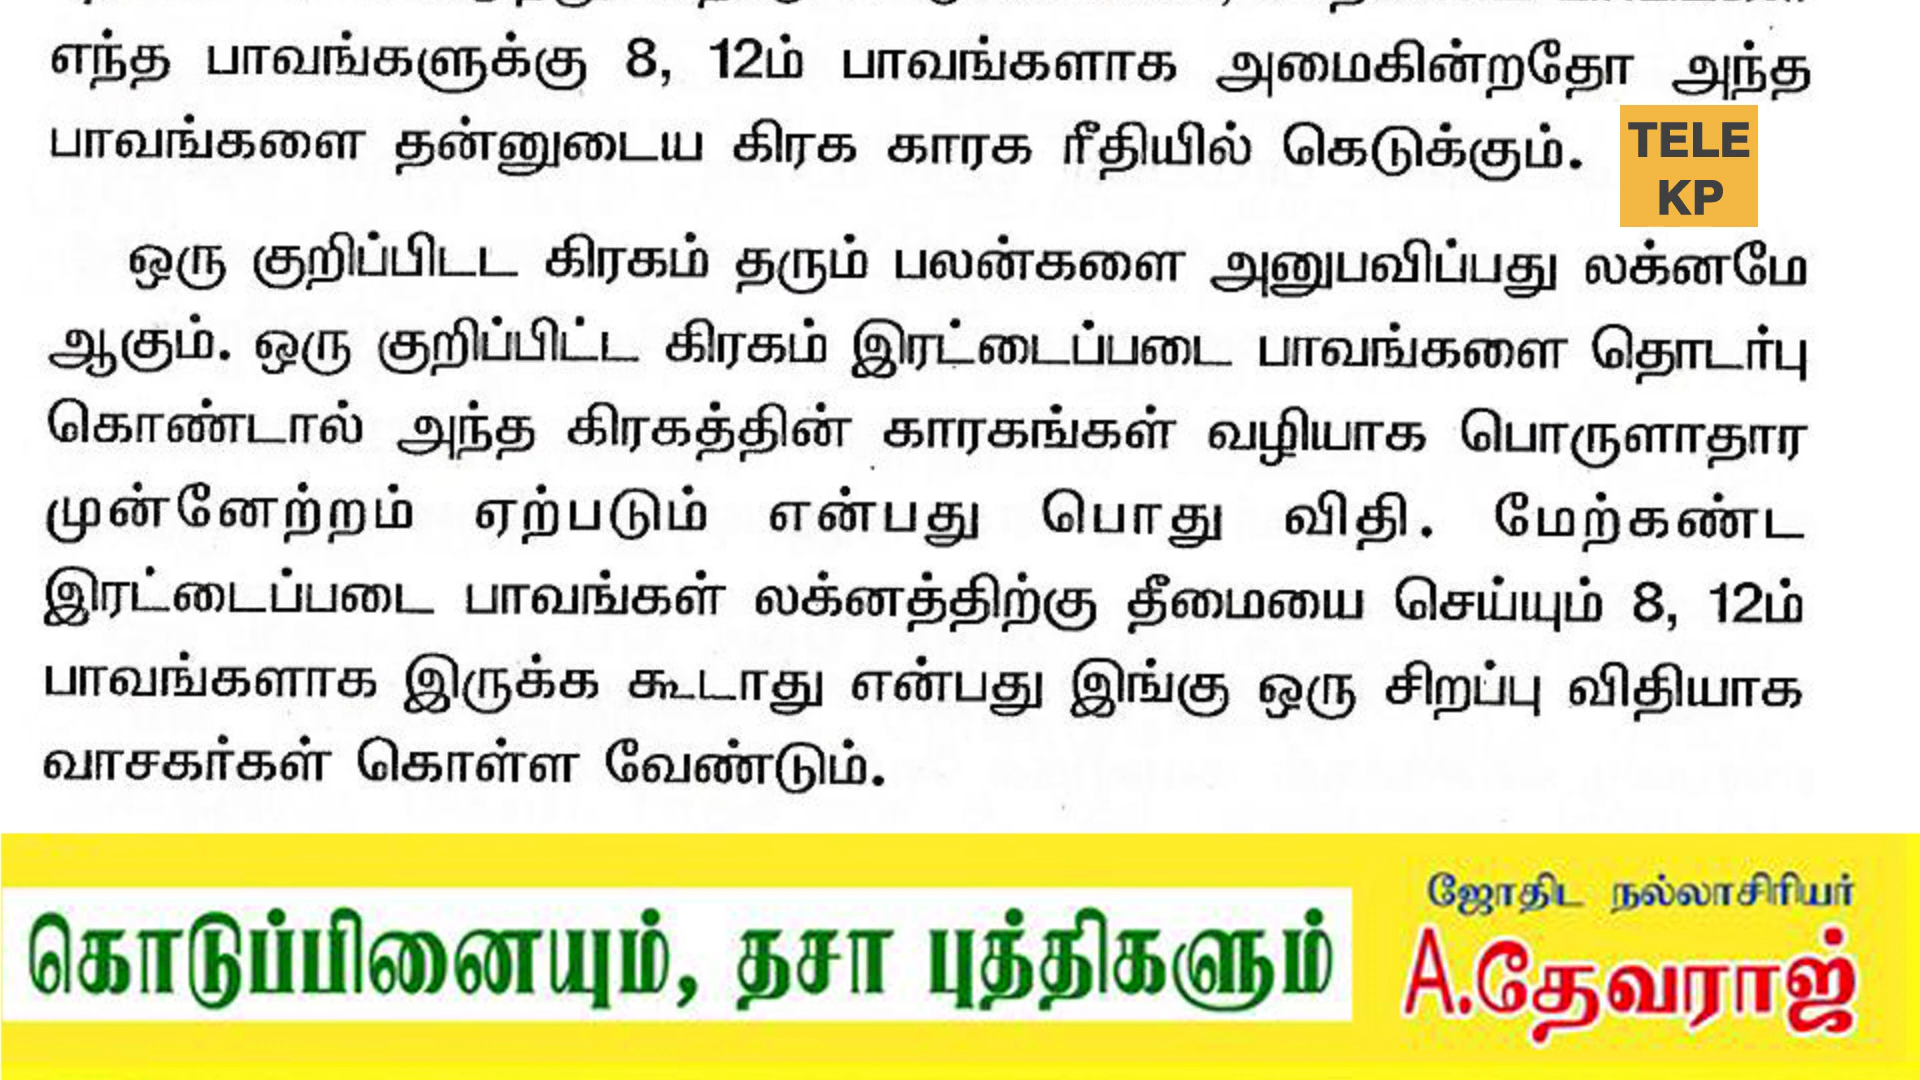 எந்த பாவங்களுக்கு 8, 12ம் பாவங்களாக அமைகின்றதோ அந்த
பாவங்களை தன்னுடைய கிரக காரக ரீதியில் கெடுக்கும்.
TELE
KP
ஒரு குறிப்பிடட கிரகம் தரும் பலன்களை அனுபவிப்பது லக்னமே
ஆகும். ஒரு குறிப்பிட்ட கிரகம் இரட்டைப்படை பாவங்களை தொடர்பு
கொண்டால் அந்த கிரகத்தின் காரகங்கள் வழியாக பொருளாதார
முன்னேற்றம் ஏற்படும் என்பது பொது விதி. மேற்கண்ட
இரட்டைப்படை பாவங்கள் லக்னத்திற்கு தீமையை செய்யும் 8, 12ம்
பாவங்களாக இருக்க கூடாது என்பது இங்கு ஒரு சிறப்பு விதியாக
வாசகர்கள் கொள்ள வேண்டும்.
கொடுப்பினையும், தசா புத்திகளும்
ஜோதிட நல்லாசிரியர்
A.தேவராஜ்